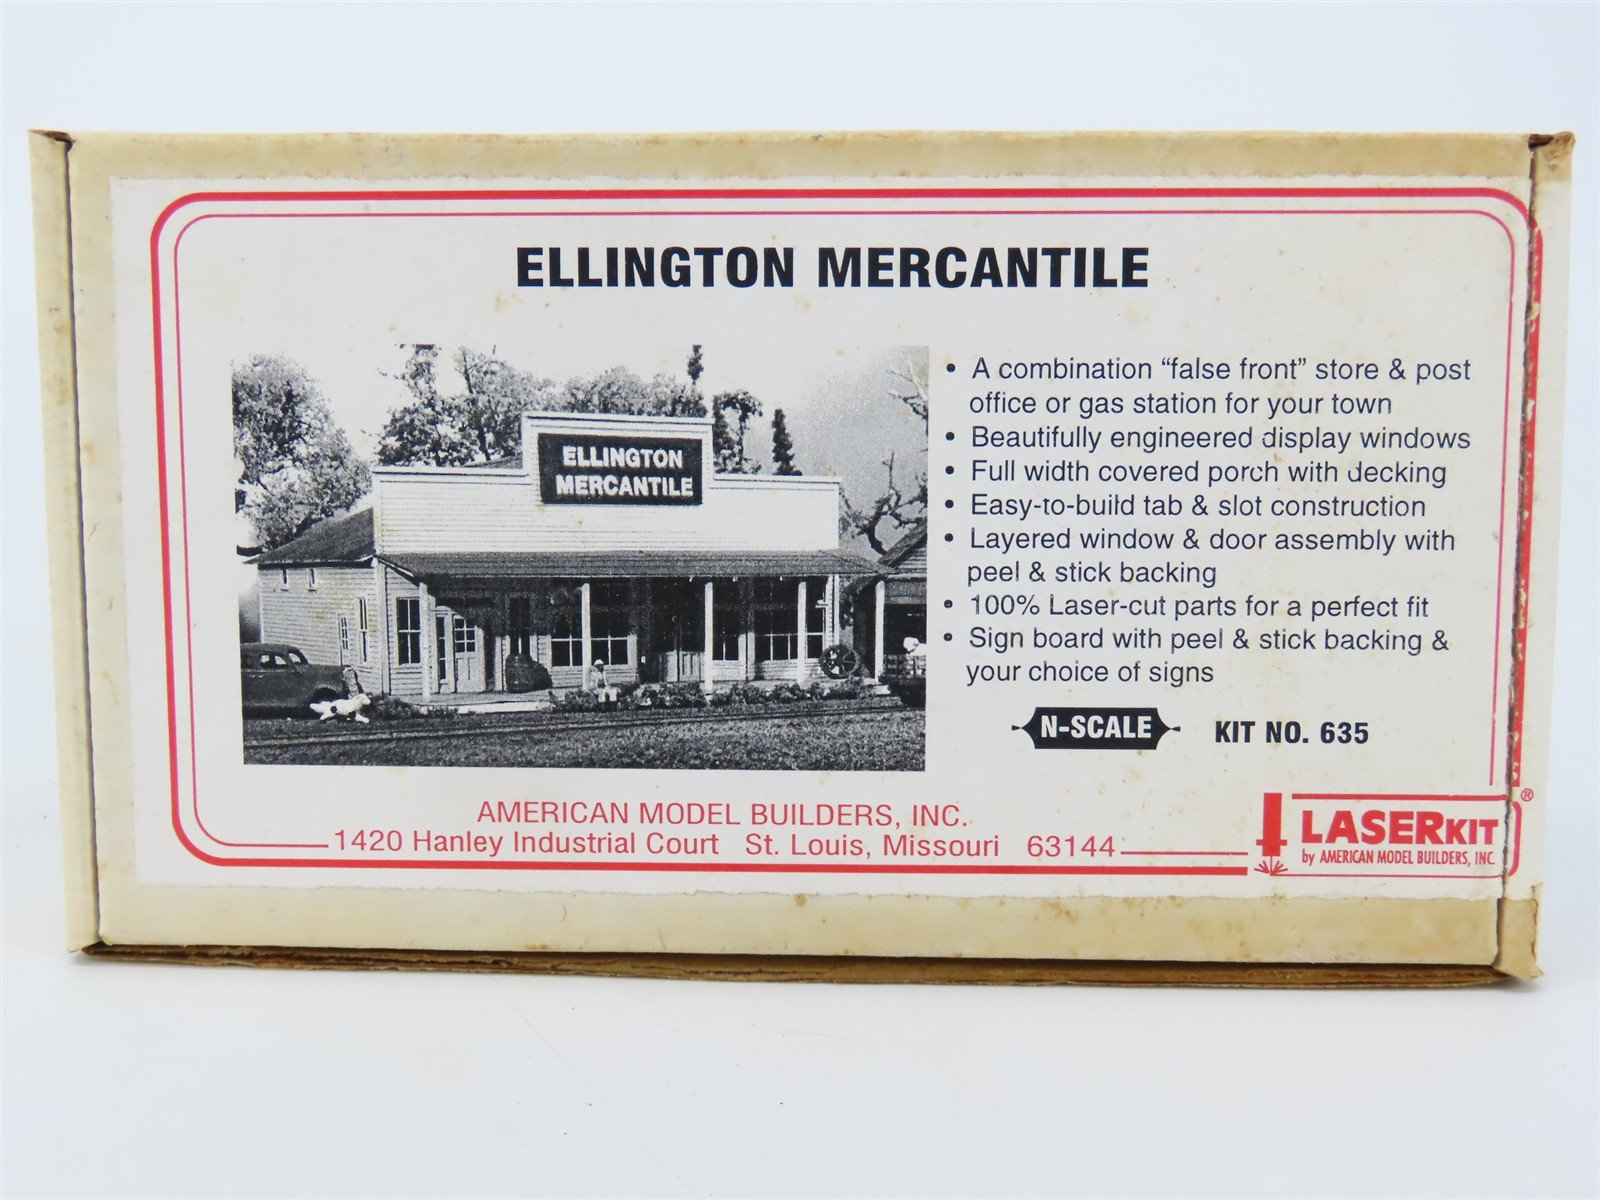 ELLINGTON MERCANTILE
ELLINGTON
MERCANTILE
• A combination “false front” store & post
office or gas station for your town
• Beautifully engineered display windows
• Full width covered porch with decking
• Easy-to-build tab & slot construction
• Layered window & door assembly with
peel & stick backing
• 100% Laser-cut parts for a perfect fit
• Sign board with peel & stick backing &
your choice of signs
N-SCALE KIT NO. 635
AMERICAN MODEL BUILDERS, INC.
1420 Hanley Industrial Court St. Louis, Missouri 63144
LASERKIT®
by AMERICAN MODEL BUILDERS, INC.